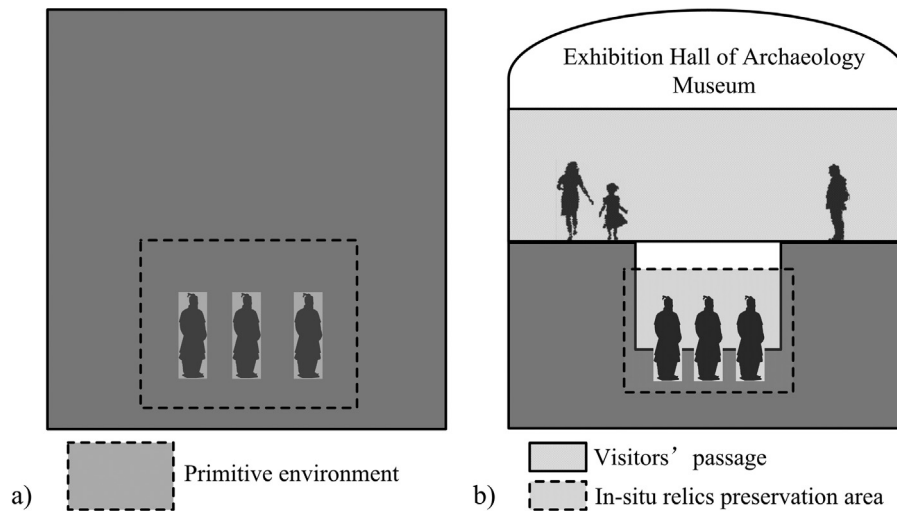 Exhibition Hall of Archaeology
Museum
Primitive environment
a)
Visitors’ passage
b)
In-situ relics preservation area